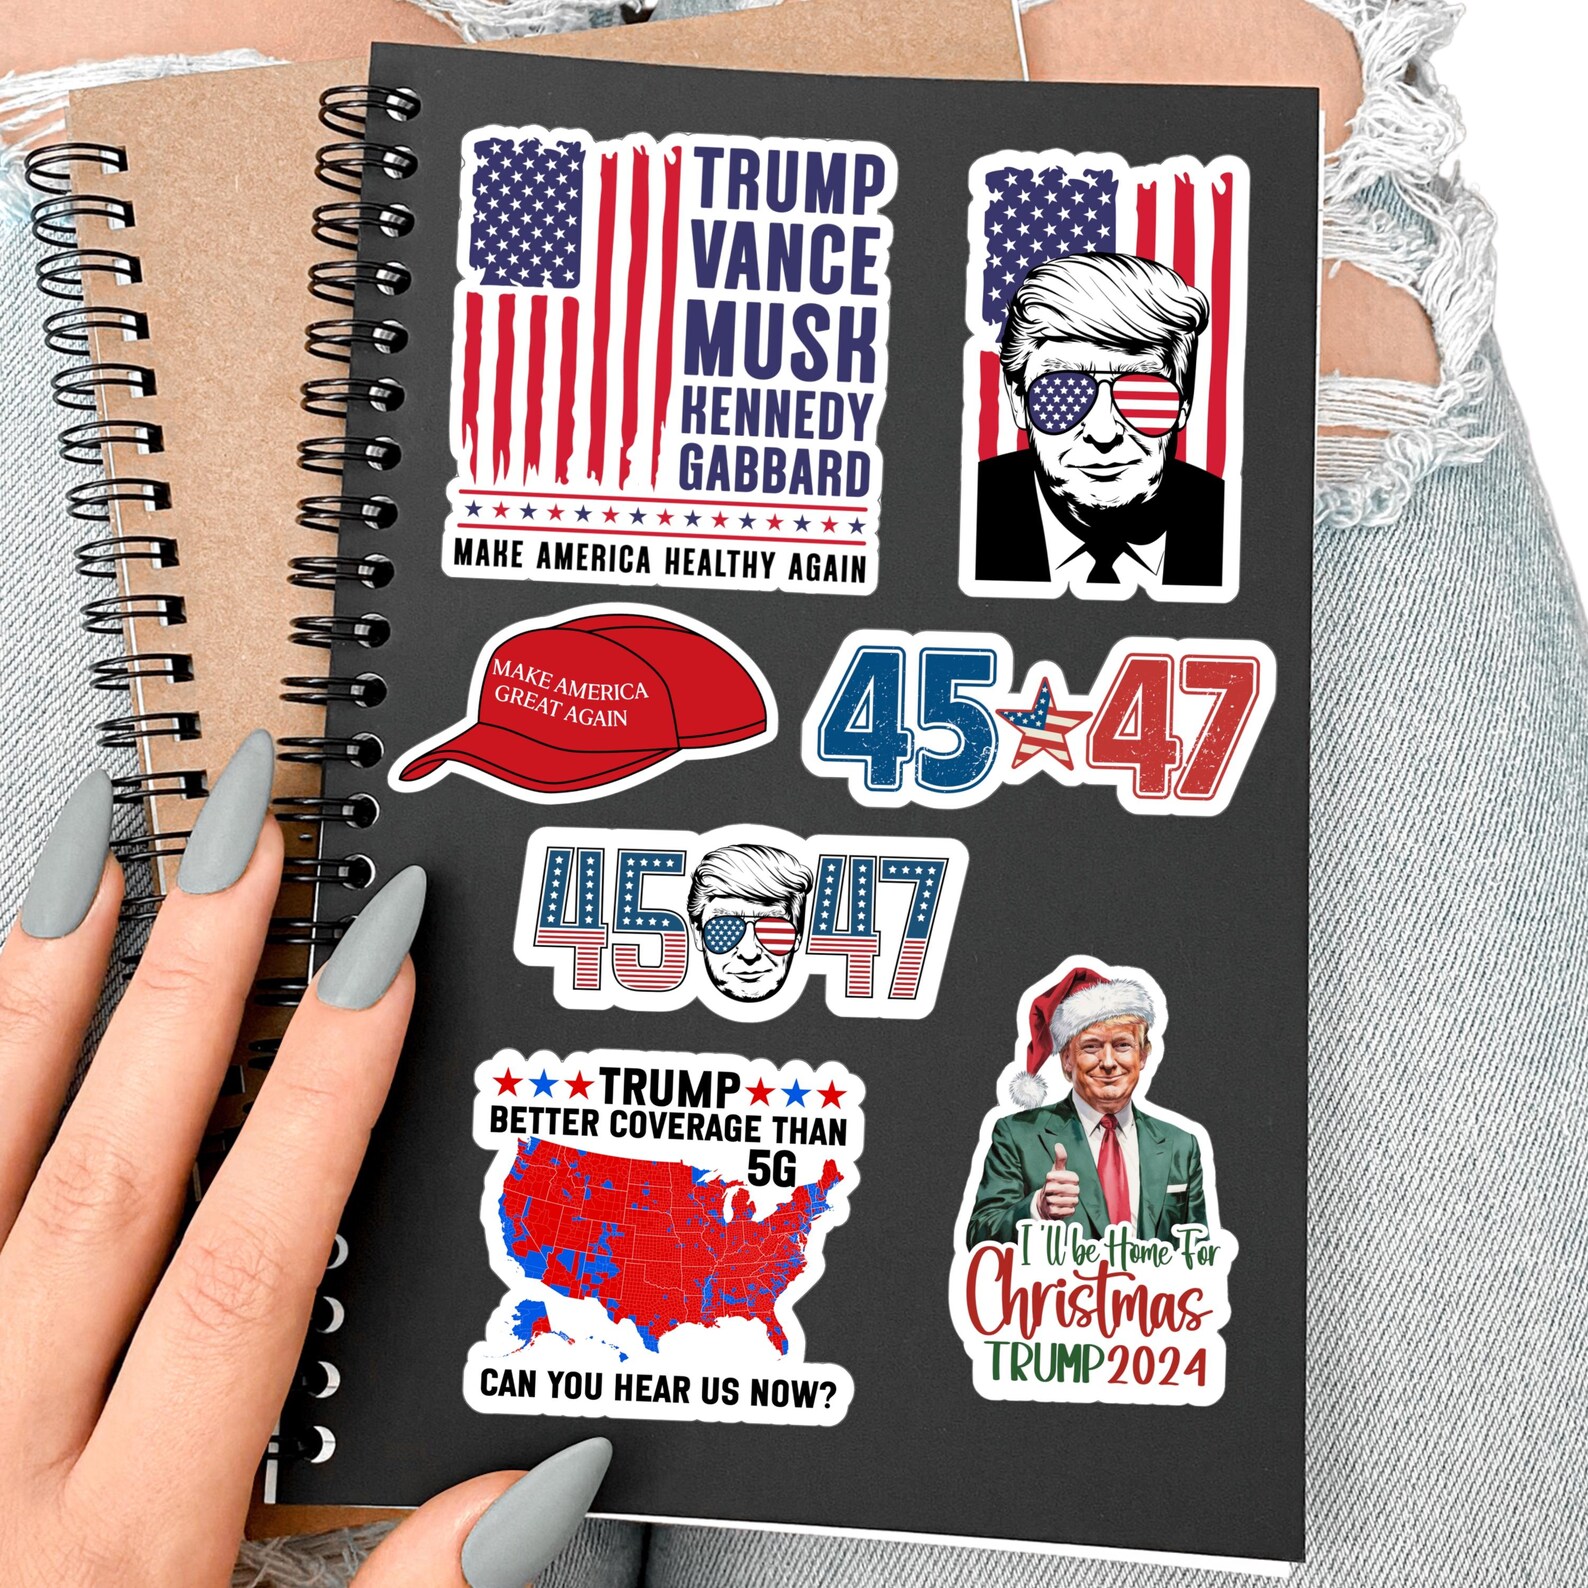 TRUMP
VANCE
MUSK
KENNEDY
GABBARD
MAKE AMERICA HEALTHY AGAIN
MAKE AMERICA
GREAT AGAIN
45 47
45 47
TRUMP
BETTER COVERAGE THAN
5G
CAN YOU HEAR US NOW?
I'll be Home For
Christmas
TRUMP 2024